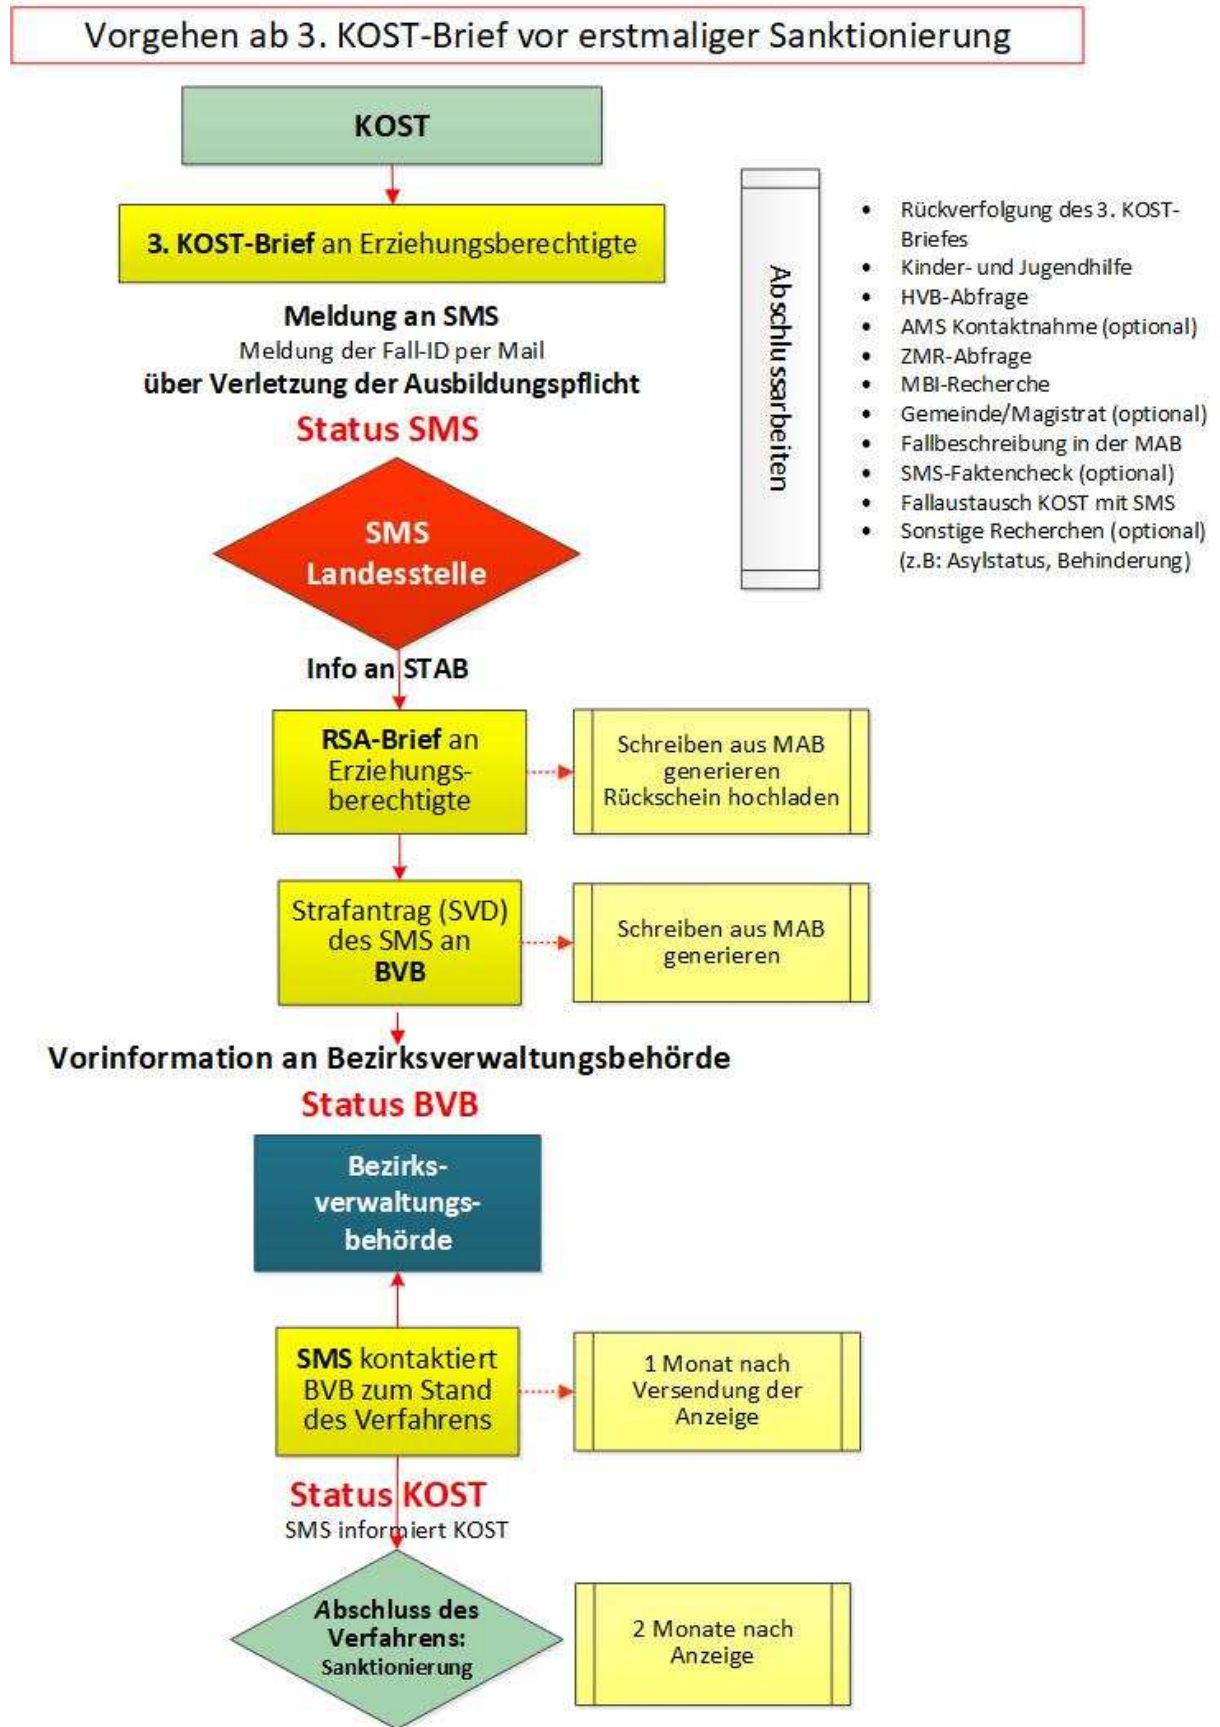 Vorgehen ab 3. KOST-Brief vor erstmaliger Sanktionierung
KOST
3. KOST-Brief an Erziehungsberechtigte
Meldung an SMS
Meldung der Fall-ID per Mail
über Verletzung der Ausbildungspflicht
Status SMS
SMS
Landesstelle
Abschlussarbeiten
• Rückverfolgung des 3. KOST-
Briefes
• Kinder- und Jugendhilfe
• HVB-Abfrage
• AMS Kontaktnahme (optional)
• ZMR-Abfrage
• MBI-Recherche
• Gemeinde/Magistrat (optional)
• Fallbeschreibung in der MAB
• SMS-Faktencheck (optional)
• Fallaustausch KOST mit SMS
• Sonstige Recherchen (optional)
(z.B: Asylstatus, Behinderung)
Info an STAB
RSA-Brief an
Erziehungs-
berechtigte
Schreiben aus MAB
generieren
Rückschein hochladen
Strafantrag (SVD)
des SMS an
BVB
Schreiben aus MAB
generieren
Vorinformation an Bezirksverwaltungsbehörde
Status BVB
Bezirks-
verwaltungs-
behörde
SMS kontaktiert
BVB zum Stand
des Verfahrens
1 Monat nach
Versendung der
Anzeige
Status KOST
SMS informiert KOST
Abschluss des
Verfahrens:
Sanktionierung
2 Monate nach
Anzeige